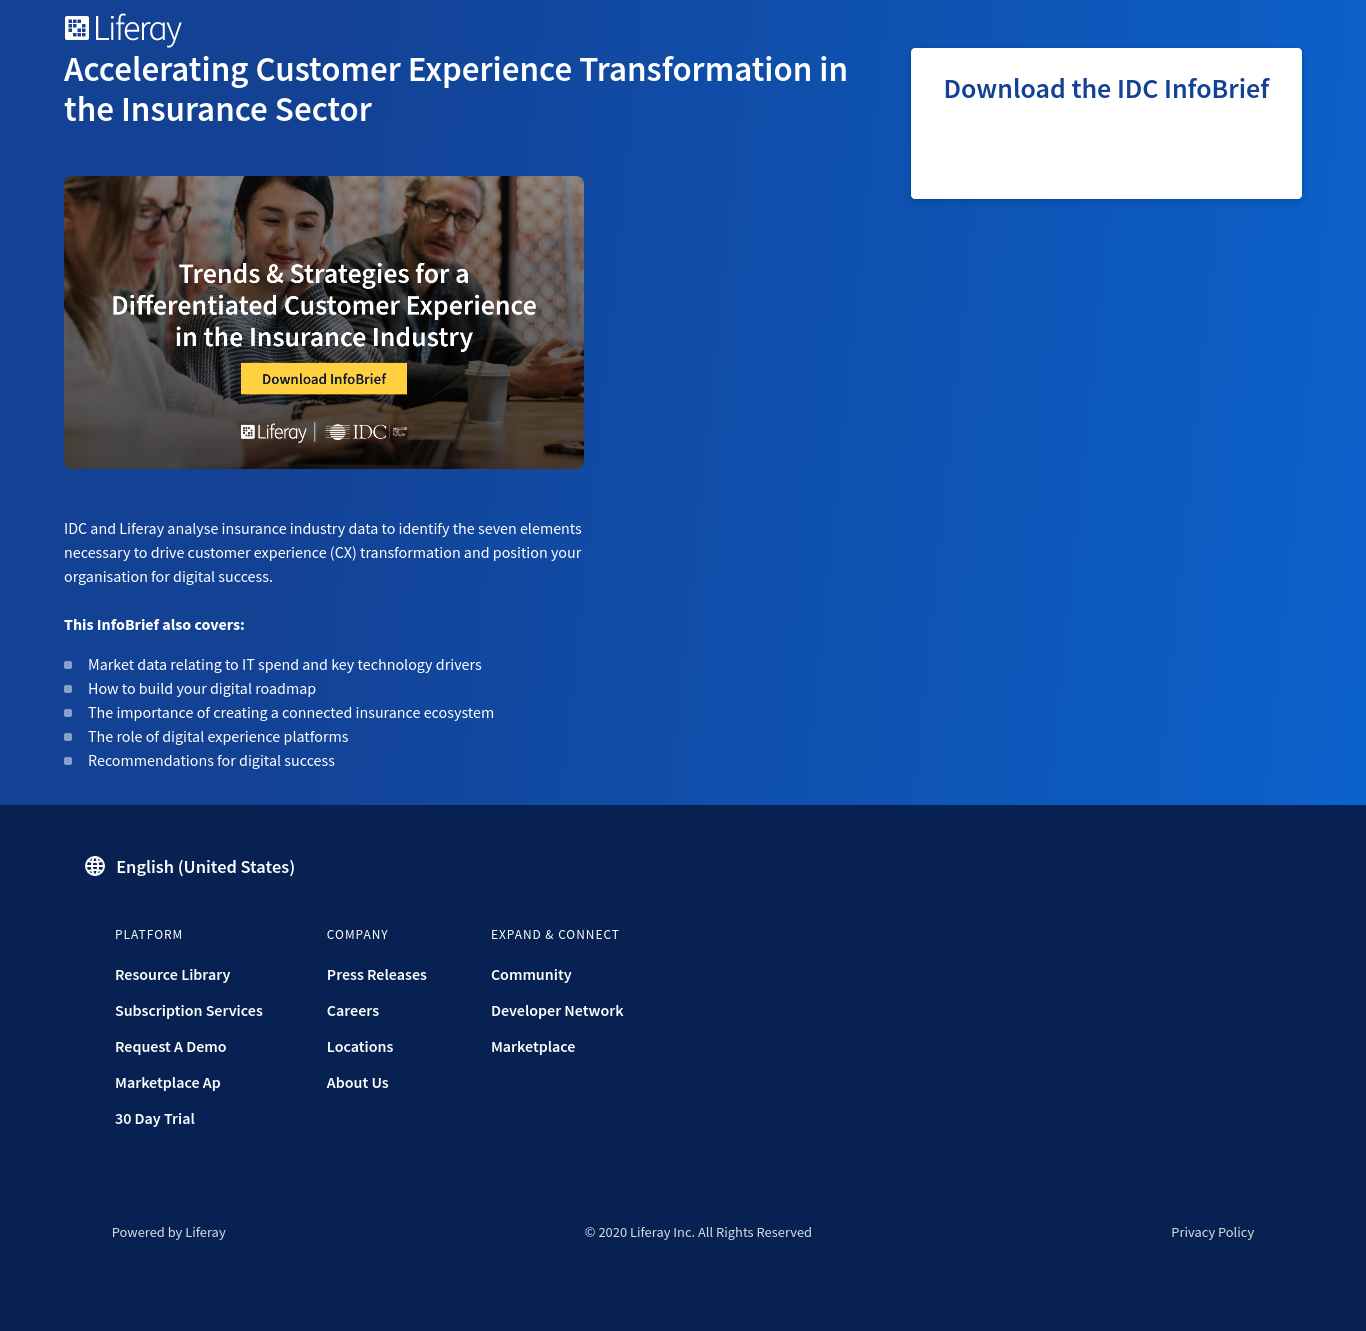 Liferay
Accelerating Customer Experience Transformation in
the Insurance Sector
Download the IDC InfoBrief
Trends & Strategies for a
Differentiated Customer Experience
in the Insurance Industry
Download InfoBrief
Liferay | IDC
IDC and Liferay analyse insurance industry data to identify the seven elements
necessary to drive customer experience (CX) transformation and position your
organisation for digital success.
This InfoBrief also covers:
Market data relating to IT spend and key technology drivers
How to build your digital roadmap
The importance of creating a connected insurance ecosystem
The role of digital experience platforms
Recommendations for digital success
English (United States)
PLATFORM
Resource Library
Subscription Services
Request A Demo
Marketplace Ap
30 Day Trial
COMPANY
Press Releases
Careers
Locations
About Us
EXPAND & CONNECT
Community
Developer Network
Marketplace
Powered by Liferay
© 2020 Liferay Inc. All Rights Reserved
Privacy Policy